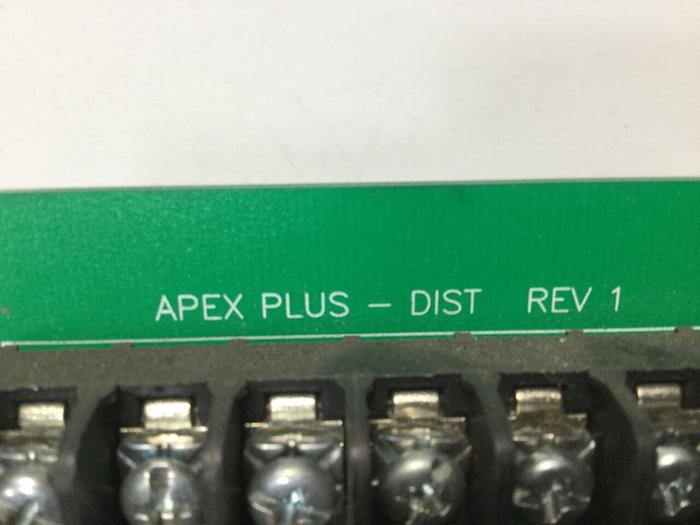 APEX PLUS – DIST REV 1